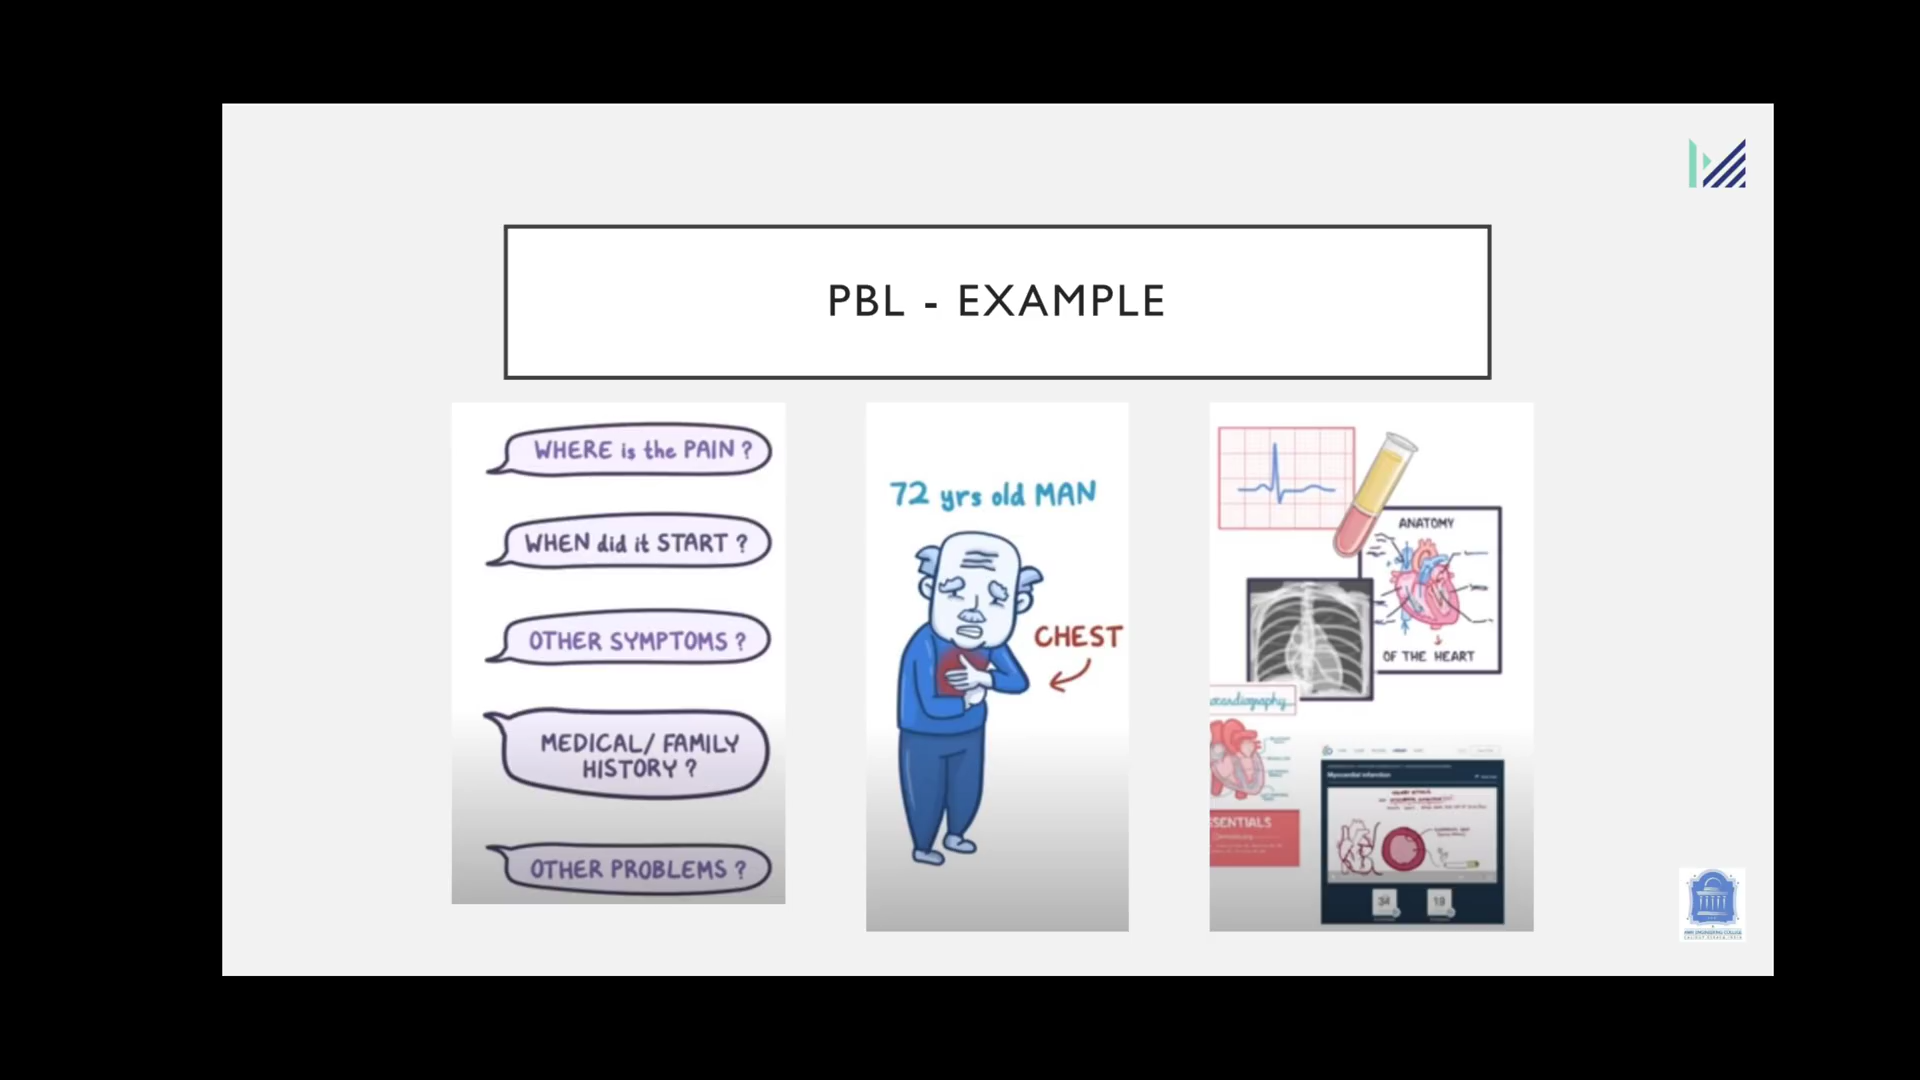 PBL - EXAMPLE
WHERE is the PAIN ?
WHEN did it START ?
OTHER SYMPTOMS ?
MEDICAL/ FAMILY
HISTORY ?
OTHER PROBLEMS ?
72 yrs old MAN
CHEST
ANATOMY
OF THE HEART
ocardiography
SSENTIALS
Myocardial infarction
34
19